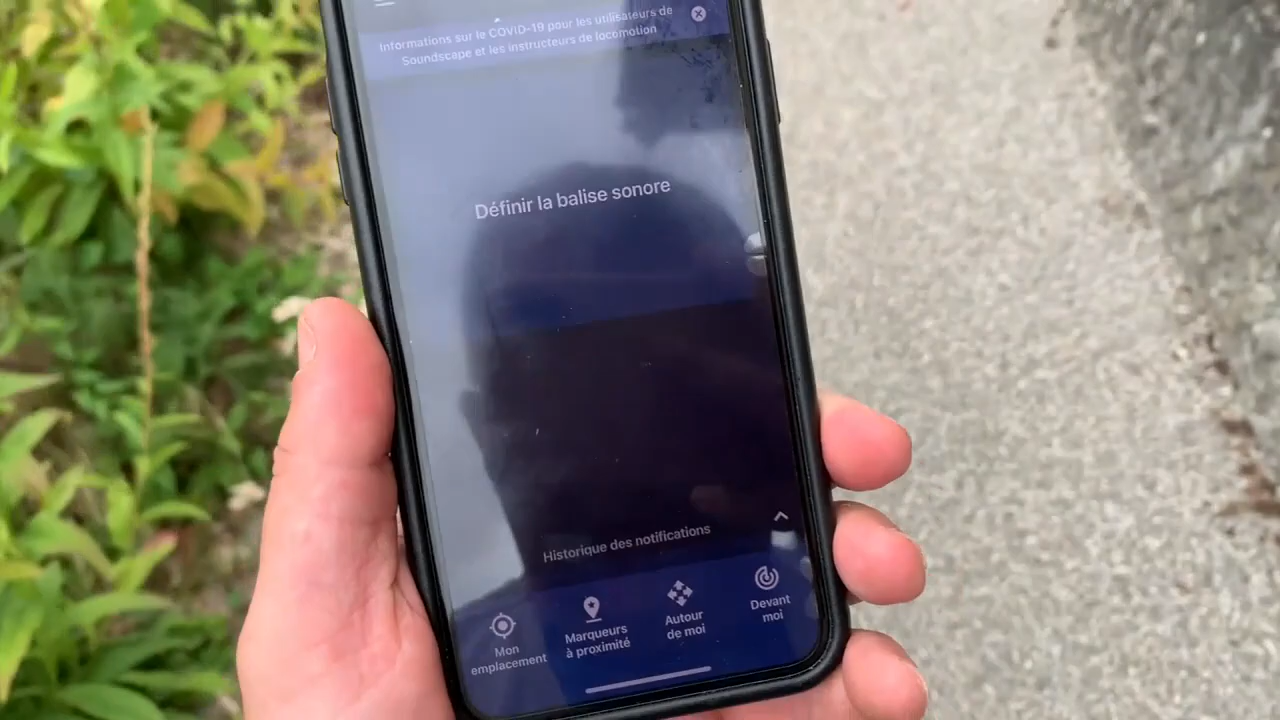 Informations sur le COVID-19 pour les utilisateurs de
Soundscape et les instructeurs de locomotion
Définir la balise sonore
Historique des notifications
Mon
emplacement
Marqueurs
à proximité
Autour
de moi
Devant
moi